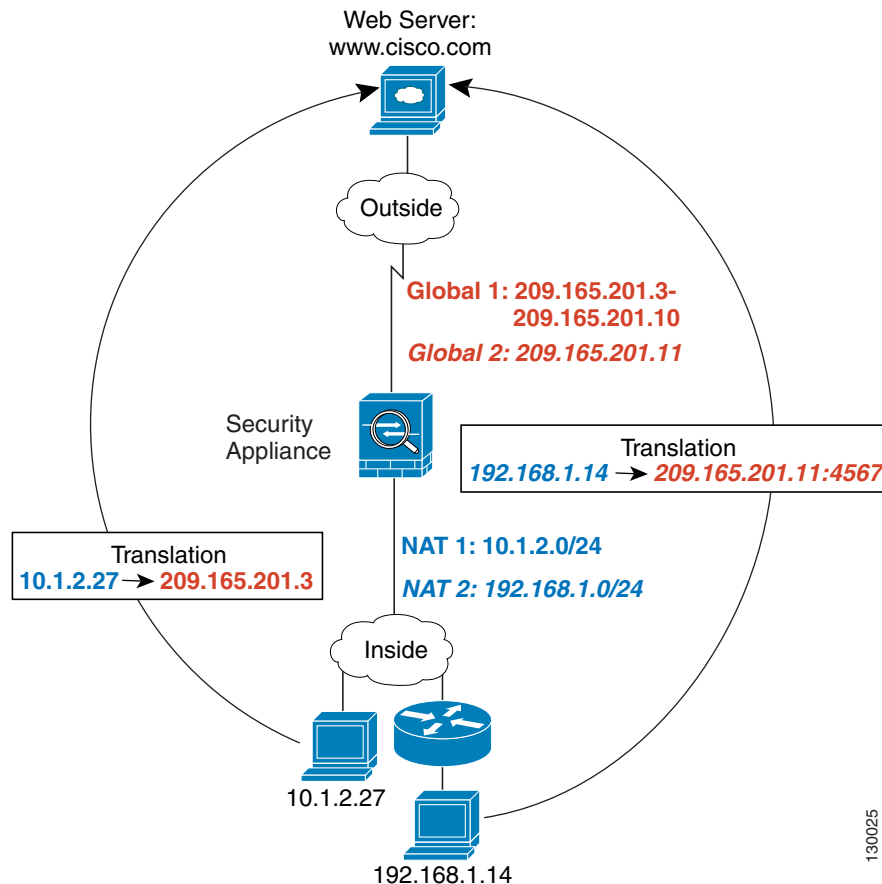 Web Server:
www.cisco.com
Outside
Global 1: 209.165.201.3-
209.165.201.10
Global 2: 209.165.201.11
Security
Appliance
Translation
192.168.1.14 → 209.165.201.11:4567
Translation
10.1.2.27 → 209.165.201.3
NAT 1: 10.1.2.0/24
NAT 2: 192.168.1.0/24
Inside
10.1.2.27
192.168.1.14
130025